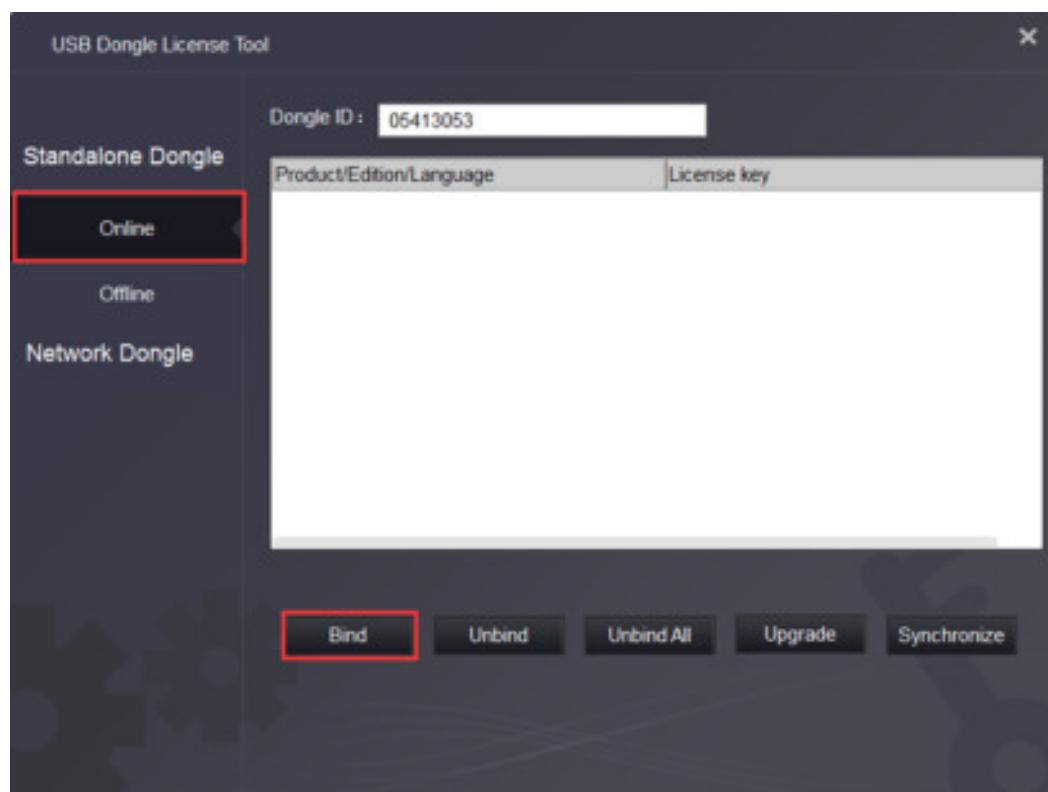 USB Dongle License Tool
Dongle ID : 05413053
Standalone Dongle
Product/Edition/Language License key
Online
Offline
Network Dongle
Bind Unbind Unbind All Upgrade Synchronize